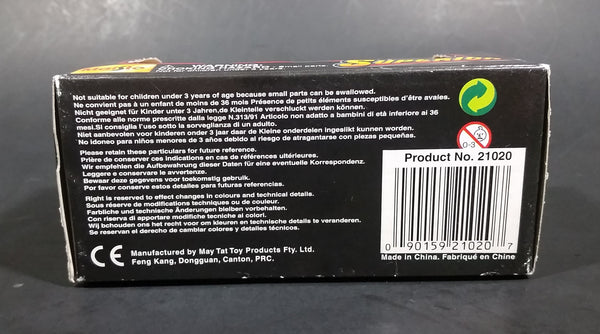 WARNING:
Not suitable for children under 3 years of age because small parts can be swallowed.
Ne convient pas à un enfant de moins de 36 mois Présence de petits éléments susceptibles d'être avales.
Nicht geeignet für Kinder unter 3 Jahren,de Kleinteile verschluckt werden können.
Conforme alle norme prescritte dalla legge N.313/91 Articolo non adatto a bambini di età inferiore ai 36
mesi.Si consiglia l'uso sotto la sorveglianza di un adulto.
Niet aanbevolen voor kinderen onder 3 jaar daar de Kleine onderdelen ingesilkl kunnen worden.
No idoneo para niños menores de 3 años debido al riesgo de atragantarse con piezas pequeñas.
Please retain these particulars for future reference.
Prière de conserver ces indications en cas de références ultérieures.
Wir empfehlen die Aufbewahrung dieser Daten für eine eventuelle Korrespondenz.
Leggere e conservare le avvertenze.
Bewaar deze gegevens voor toekomstig gebruik.
Por favor conserve estos detalles para futuras referencias.
Right is reserved to effect changes in colours and technical details.
Sous réserve de modifications techniques ou de couleur.
Farbliche und technische Änderungen bleiben vorbehalten.
Con riserva di apportare modifiche tecniche al colori.
Wij behouden ons het recht voor om kleuren en technische details te veranderen.
Se reservan el derecho de cambiar colores y detalles técnicos.
CE
Manufactured by May Tat Toy Products Fty. Ltd.
Feng Kang, Dongguan, Canton, PRC.
0-3
Product No. 21020
0 90159 21020 7
Made in China. Fabriqué en Chine